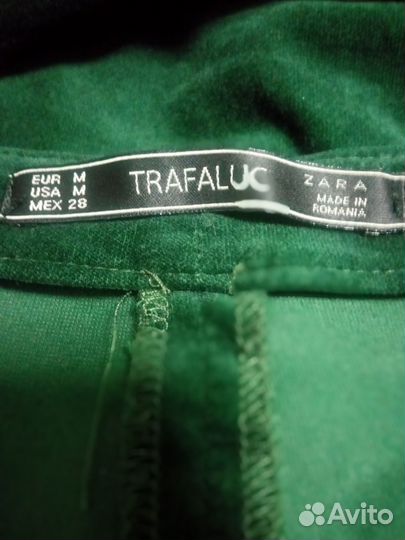 EUR M
USA M
MEX 28
TRAFALUC
ZARA
MADE IN
ROMANIA
Avito